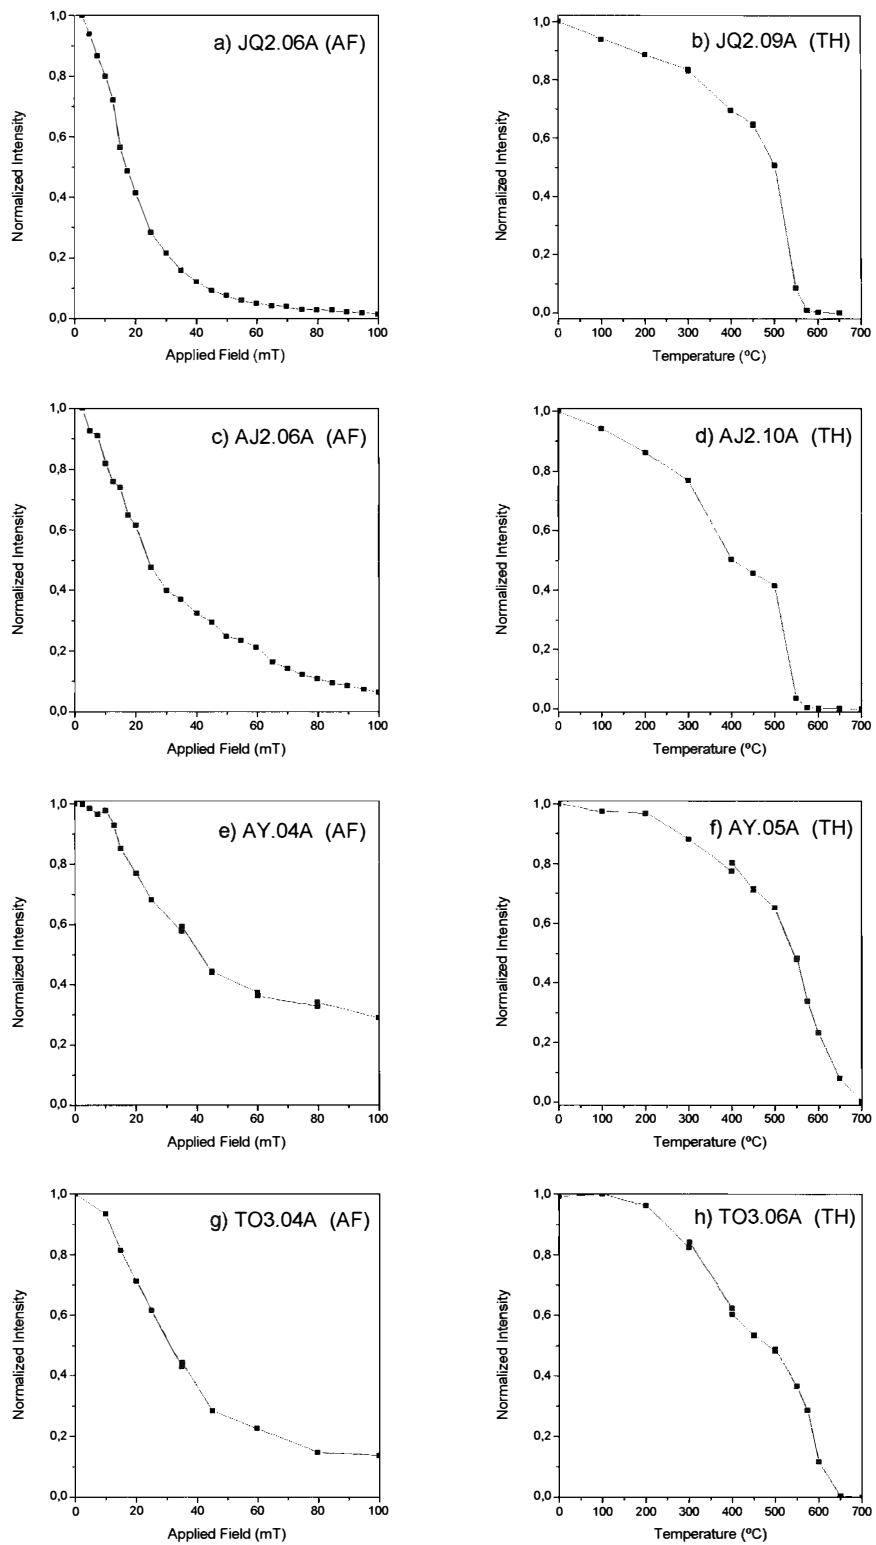 a) JQ2.06A (AF)
1,0
0,8
0,6
0,4
0,2
0,0
Normalized Intensity
0 20 40 60 80 100
Applied Field (mT)
b) JQ2.09A (TH)
1,0
0,8
0,6
0,4
0,2
0,0
Normalized Intensity
0 100 200 300 400 500 600 700
Temperature (ºC)
c) AJ2.06A (AF)
1,0
0,8
0,6
0,4
0,2
0,0
Normalized Intensity
0 20 40 60 80 100
Applied Field (mT)
d) AJ2.10A (TH)
1,0
0,8
0,6
0,4
0,2
0,0
Normalized Intensity
0 100 200 300 400 500 600 700
Temperature (ºC)
e) AY.04A (AF)
1,0
0,8
0,6
0,4
0,2
0,0
Normalized Intensity
0 20 40 60 80 100
Applied Field (mT)
f) AY.05A (TH)
1,0
0,8
0,6
0,4
0,2
0,0
Normalized Intensity
0 100 200 300 400 500 600 700
Temperature (ºC)
g) TO3.04A (AF)
1,0
0,8
0,6
0,4
0,2
0,0
Normalized Intensity
0 20 40 60 80 100
Applied Field (mT)
h) TO3.06A (TH)
1,0
0,8
0,6
0,4
0,2
0,0
Normalized Intensity
0 100 200 300 400 500 600 700
Temperature (ºC)